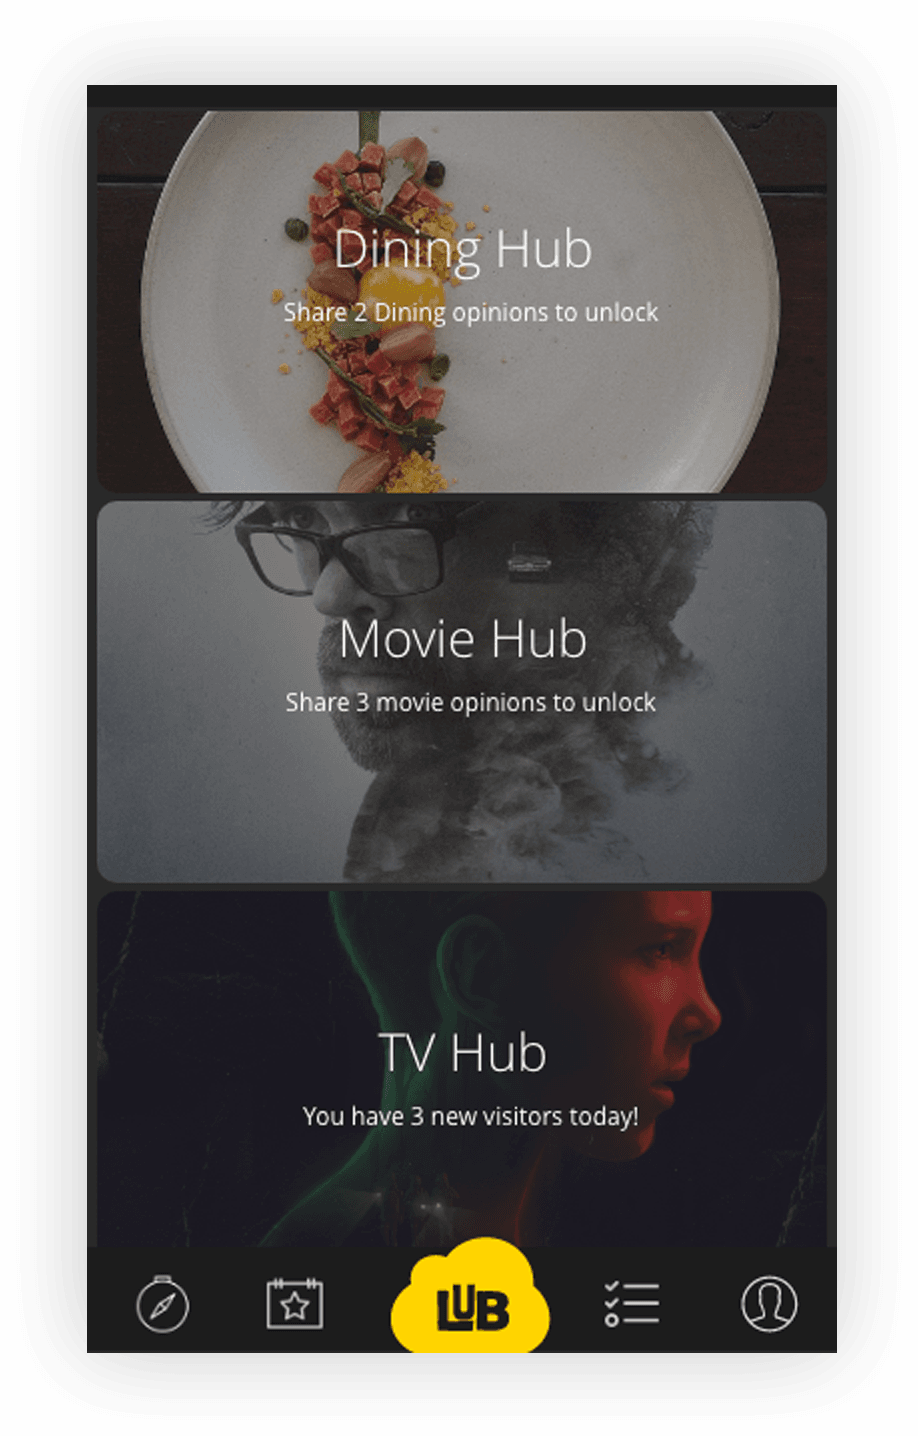 Dining Hub
Share 2 Dining opinions to unlock
Movie Hub
Share 3 movie opinions to unlock
TV Hub
You have 3 new visitors today!
LUB